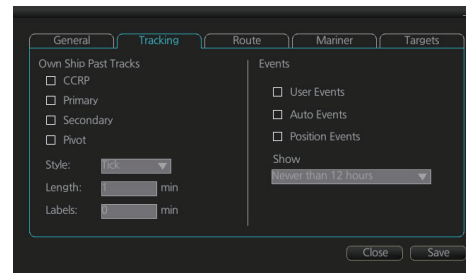 General
Tracking
Route
Mariner
Targets
Own Ship Past Tracks
CCRP
Primary
Secondary
Pivot
Style: Tick
Length: 1 min
Labels: 0 min
Events
User Events
Auto Events
Position Events
Show
Newer than 12 hours
Close
Save